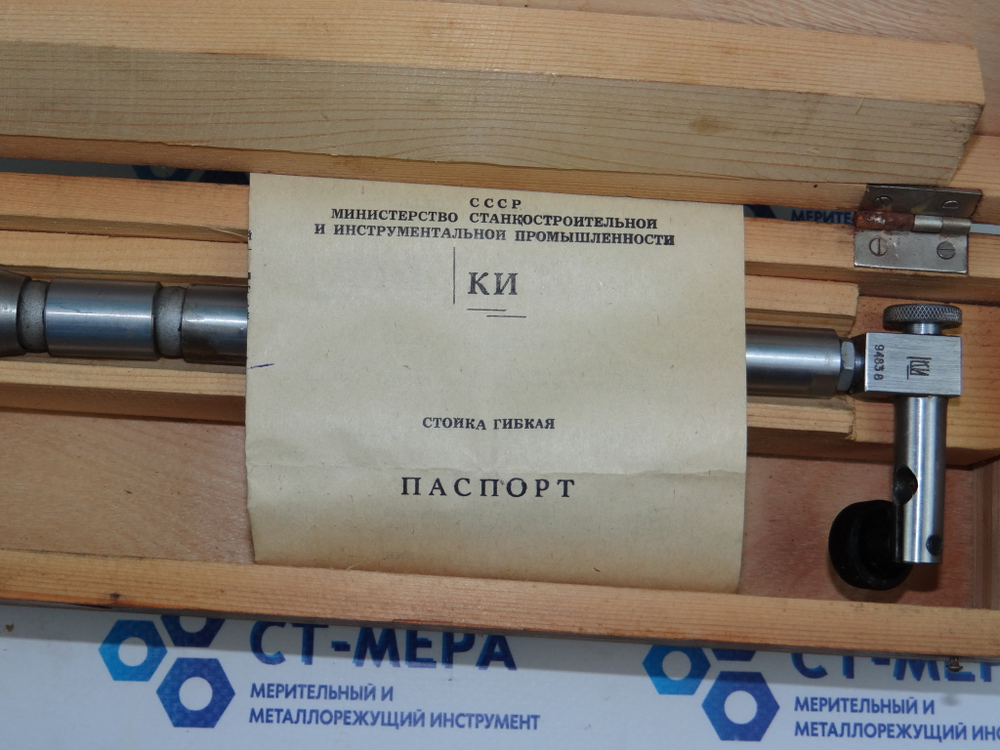 СССР
МИНИСТЕРСТВО СТАНКОСТРОИТЕЛЬНОЙ
И ИНСТРУМЕНТАЛЬНОЙ ПРОМЫШЛЕННОСТИ
КИ
СТОЙКА ГИБКАЯ
ПАСПОРТ
94838
КИ
СТ-МЕРА
МЕРИТЕЛЬНЫЙ И
МЕТАЛЛОРЕЖУЩИЙ ИНСТРУМЕНТ
СТ-МЕРА
МЕРИТЕЛЬНЫЙ И
МЕТАЛЛОРЕЖУЩИЙ ИНС